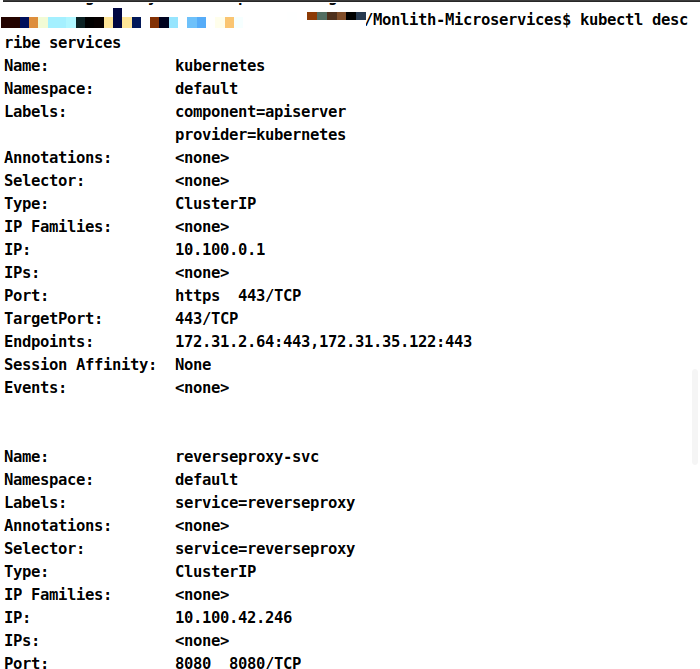 /Monlith-Microservices$ kubectl desc
ribe services
Name:              kubernetes
Namespace:         default
Labels:            component=apiserver
                   provider=kubernetes
Annotations:       <none>
Selector:          <none>
Type:              ClusterIP
IP Families:       <none>
IP:                10.100.0.1
IPs:               <none>
Port:              https  443/TCP
TargetPort:        443/TCP
Endpoints:         172.31.2.64:443,172.31.35.122:443
Session Affinity:  None
Events:            <none>


Name:              reverseproxy-svc
Namespace:         default
Labels:            service=reverseproxy
Annotations:       <none>
Selector:          service=reverseproxy
Type:              ClusterIP
IP Families:       <none>
IP:                10.100.42.246
IPs:               <none>
Port:              8080  8080/TCP